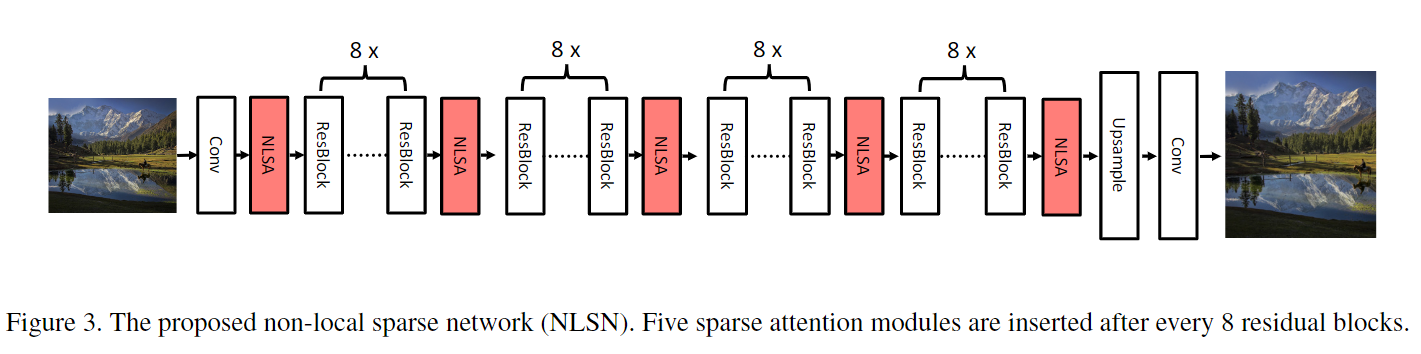 8 x
8 x
8 x
8 x
Conv
NLSA
ResBlock
ResBlock
NLSA
ResBlock
ResBlock
NLSA
ResBlock
ResBlock
NLSA
ResBlock
ResBlock
NLSA
Upsample
Conv
Figure 3. The proposed non-local sparse network (NLSN). Five sparse attention modules are inserted after every 8 residual blocks.